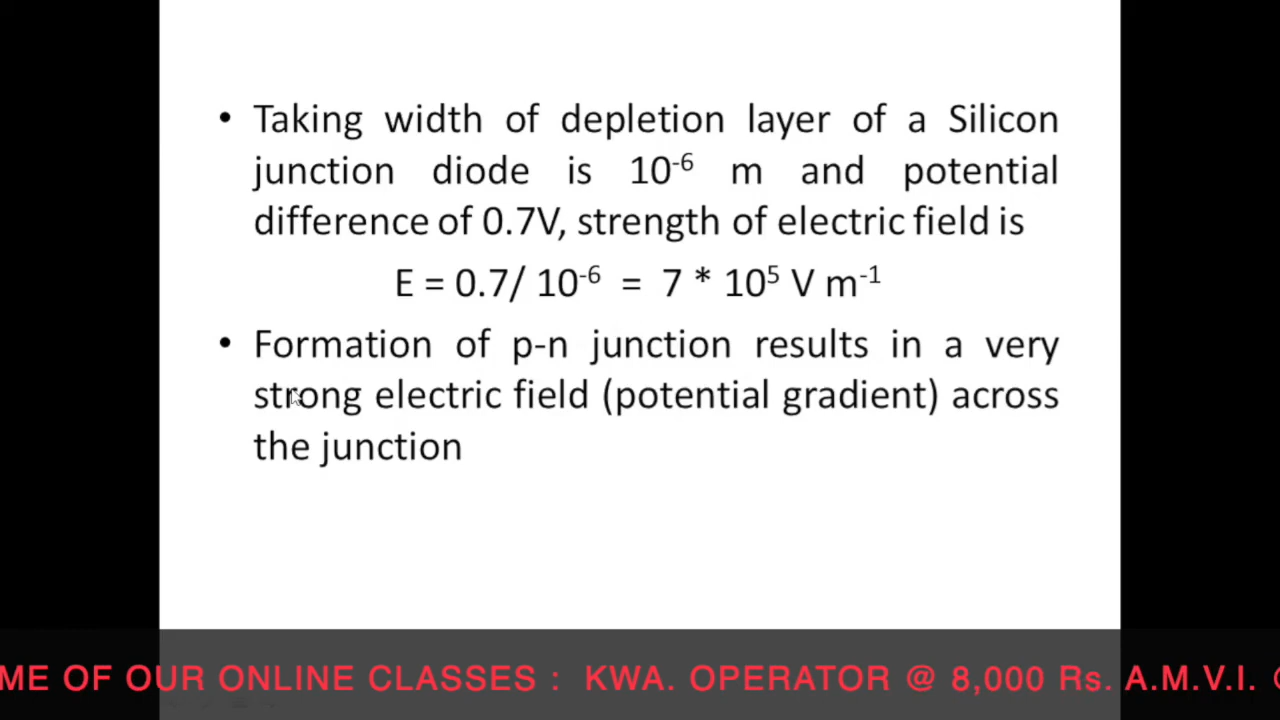 • Taking width of depletion layer of a Silicon
junction diode is 10⁻⁶ m and potential
difference of 0.7V, strength of electric field is
E = 0.7/ 10⁻⁶ = 7 * 10⁵ V m⁻¹
• Formation of p-n junction results in a very
strong electric field (potential gradient) across
the junction
ME OF OUR ONLINE CLASSES : KWA. OPERATOR @ 8,000 Rs. A.M.V.I. @